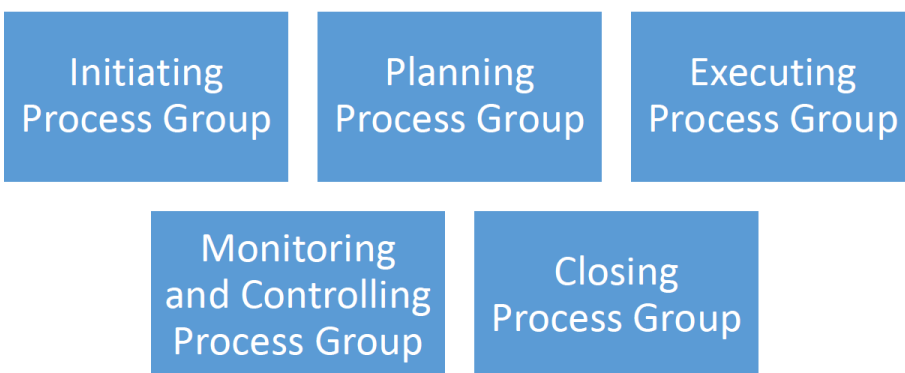 Initiating
Process Group
Planning
Process Group
Executing
Process Group
Monitoring
and Controlling
Process Group
Closing
Process Group